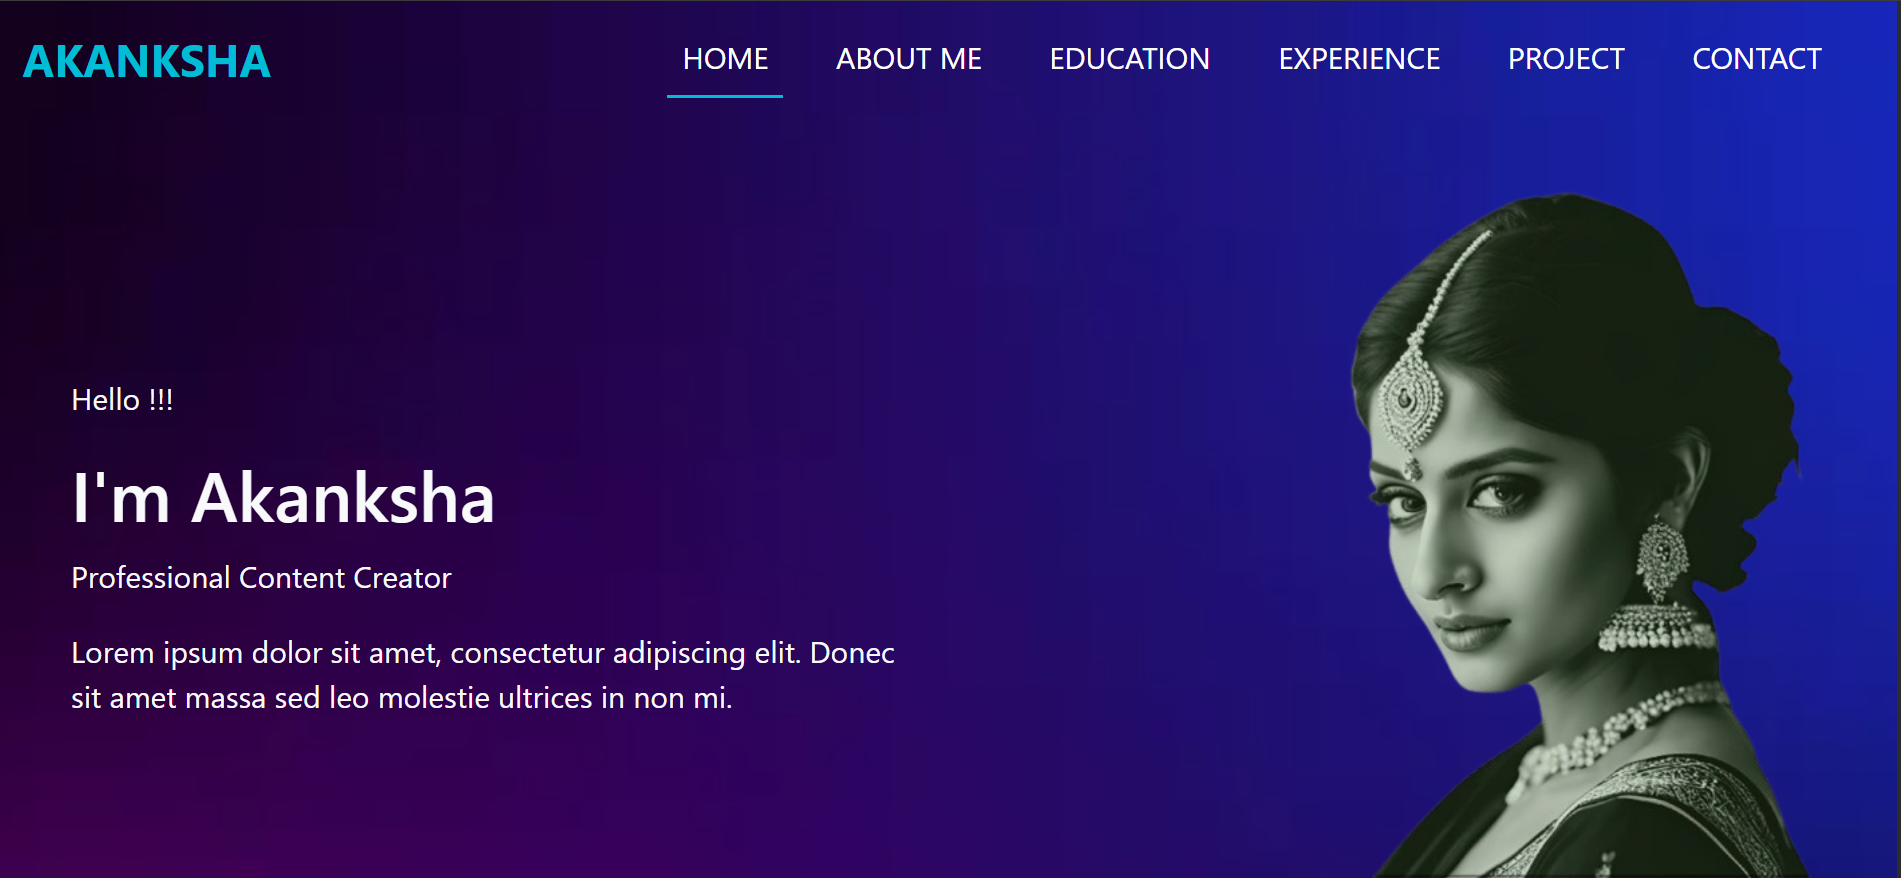 AKANKSHA
HOME ABOUT ME EDUCATION EXPERIENCE PROJECT CONTACT
Hello !!!
I'm Akanksha
Professional Content Creator
Lorem ipsum dolor sit amet, consectetur adipiscing elit. Donec
sit amet massa sed leo molestie ultrices in non mi.